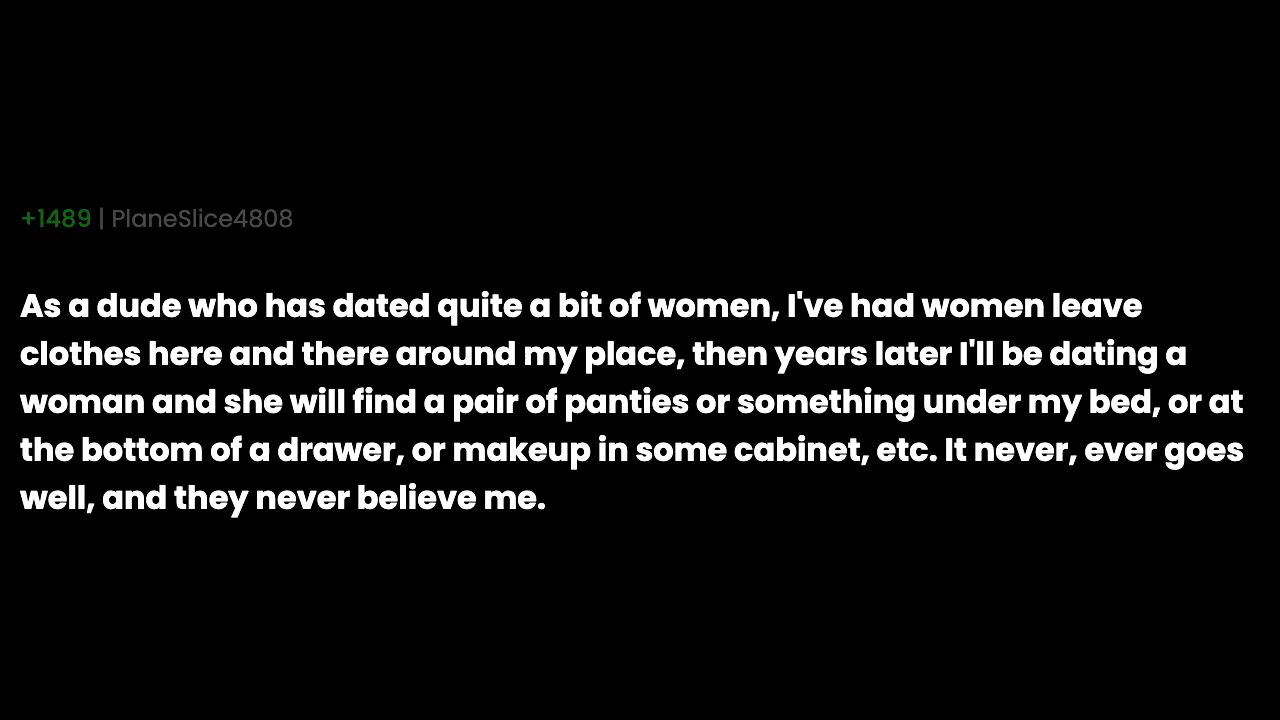 +1489 | PlaneSlice4808
As a dude who has dated quite a bit of women, I've had women leave
clothes here and there around my place, then years later I'll be dating a
woman and she will find a pair of panties or something under my bed, or at
the bottom of a drawer, or makeup in some cabinet, etc. It never, ever goes
well, and they never believe me.